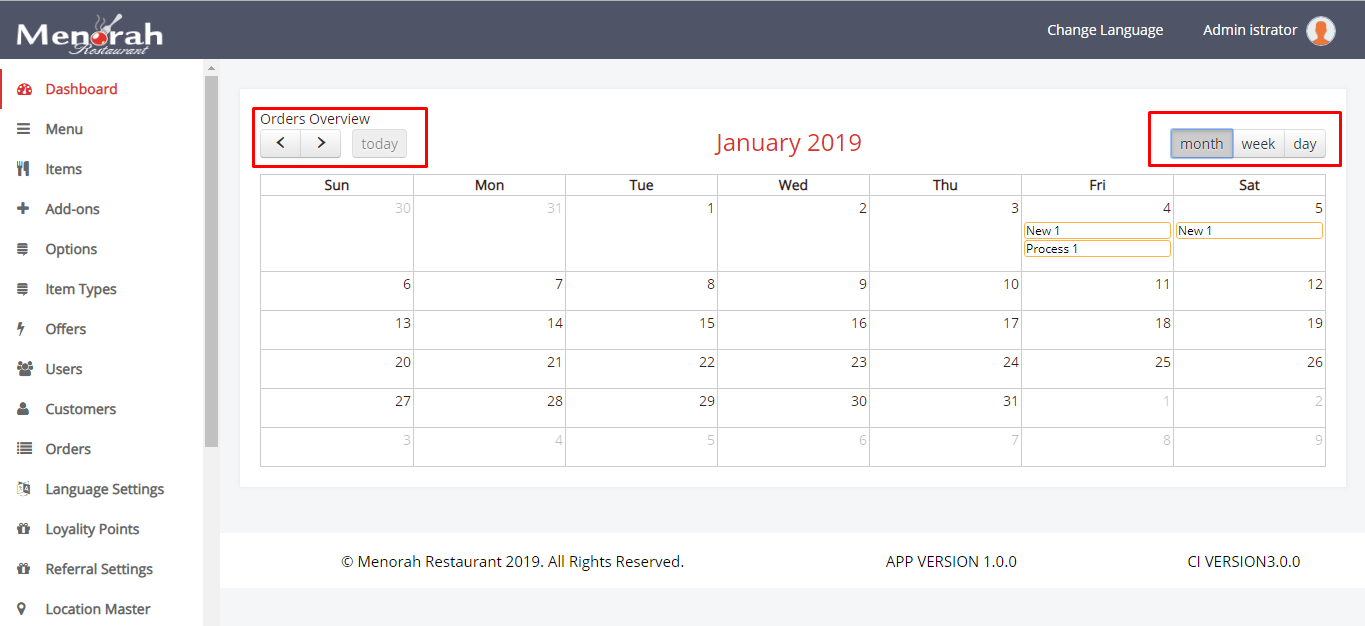 Menorah
Restaurant
Change Language
Admin istrator
Dashboard
Menu
Items
Add-ons
Options
Item Types
Offers
Users
Customers
Orders
Language Settings
Loyality Points
Referral Settings
Location Master
Orders Overview
today
January 2019
month week day
Sun Mon Tue Wed Thu Fri Sat
30 31 1 2 3 4 5
New 1 New 1
Process 1
6 7 8 9 10 11 12
13 14 15 16 17 18 19
20 21 22 23 24 25 26
27 28 29 30 31 1 2
3 4 5 6 7 8 9
© Menorah Restaurant 2019. All Rights Reserved. APP VERSION 1.0.0 CI VERSION3.0.0